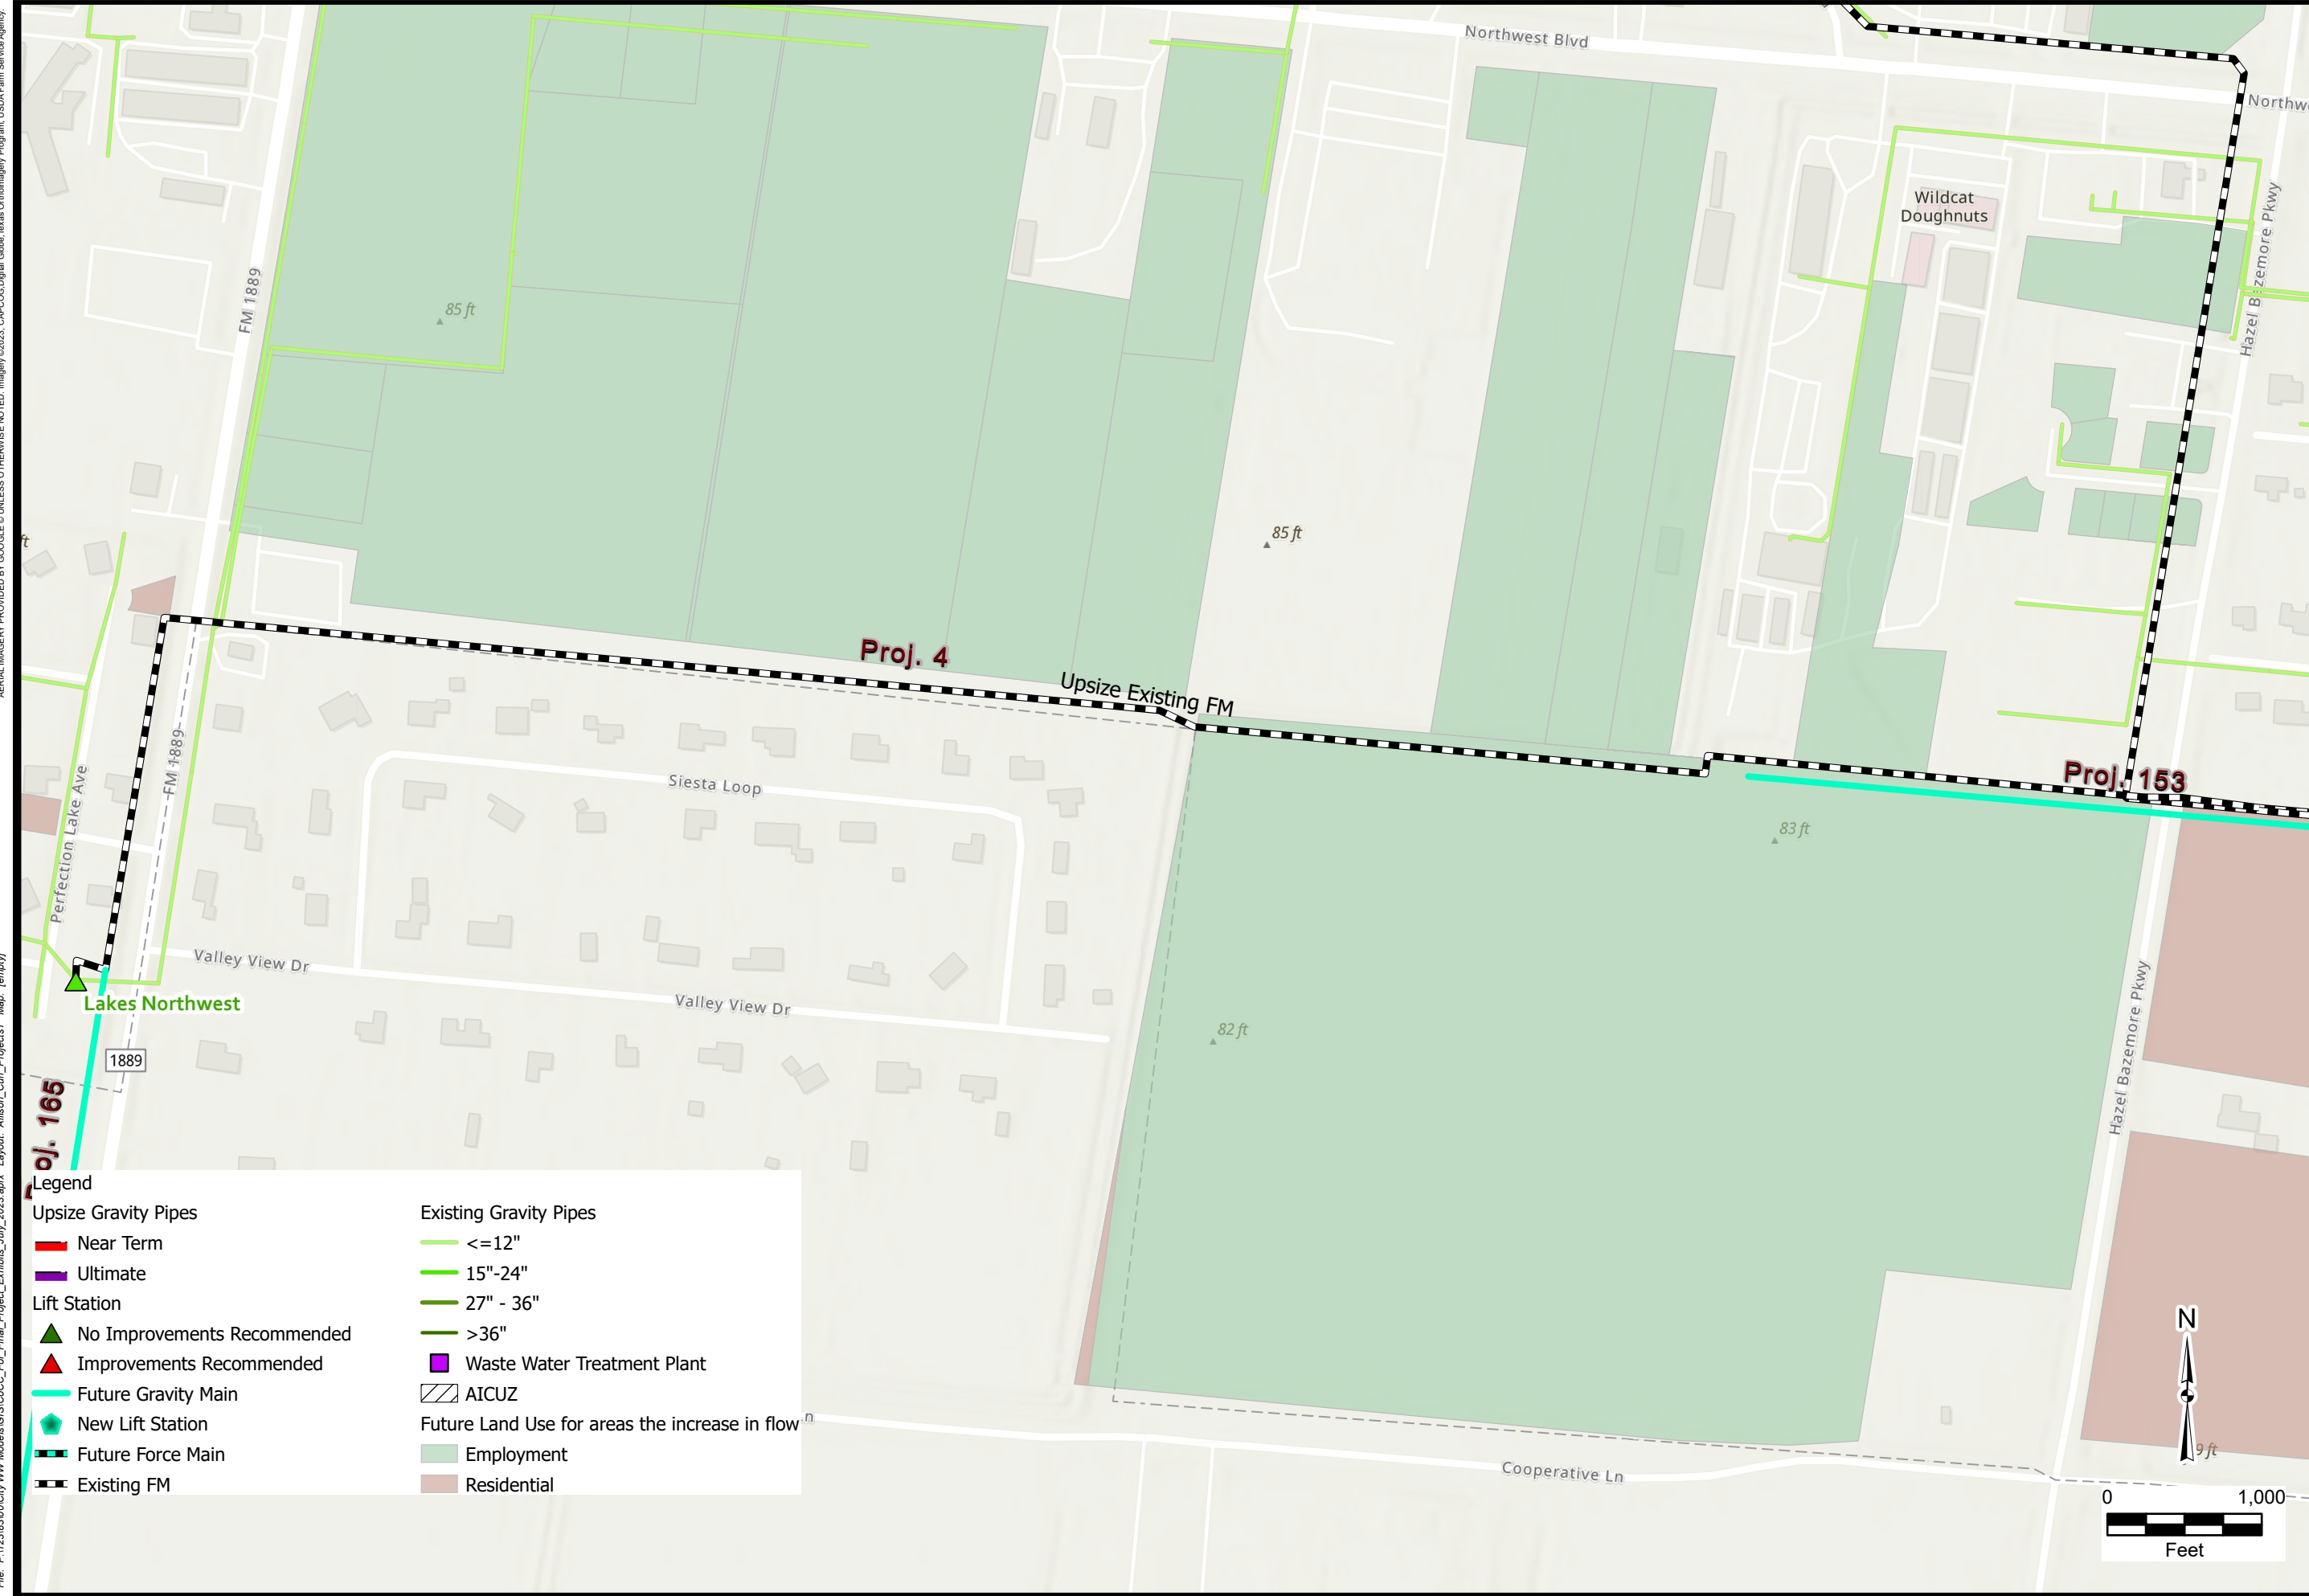 Northwest Blvd
Wildcat
Doughnuts
Hazel Bazemore Pkwy
FM 1889
85 ft
85 ft
Proj. 4
Upsize Existing FM
Proj. 153
FM 1889
Siesta Loop
83 ft
Perfection Lake Ave
Valley View Dr
Valley View Dr
Lakes Northwest
82 ft
Hazel Bazemore Pkwy
1889
165
Legend
Upsize Gravity Pipes
Near Term
Ultimate
Lift Station
No Improvements Recommended
Improvements Recommended
Future Gravity Main
New Lift Station
Future Force Main
Existing FM
Existing Gravity Pipes
<=12"
15"-24"
27" - 36"
>36"
Waste Water Treatment Plant
AICUZ
Future Land Use for areas the increase in flow
Employment
Residential
Cooperative Ln
N
9 ft
0 1,000
Feet